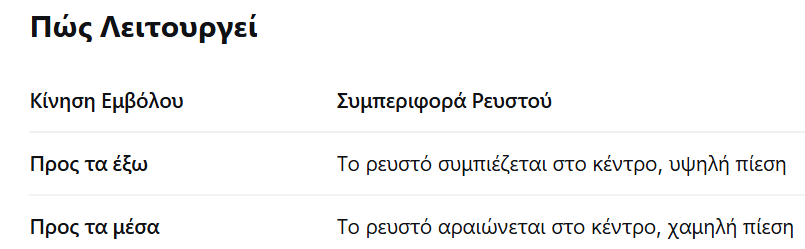 Πώς Λειτουργεί
Κίνηση Εμβόλου Συμπεριφορά Ρευστού
Προς τα έξω Το ρευστό συμπιέζεται στο κέντρο, υψηλή πίεση
Προς τα μέσα Το ρευστό αραιώνεται στο κέντρο, χαμηλή πίεση